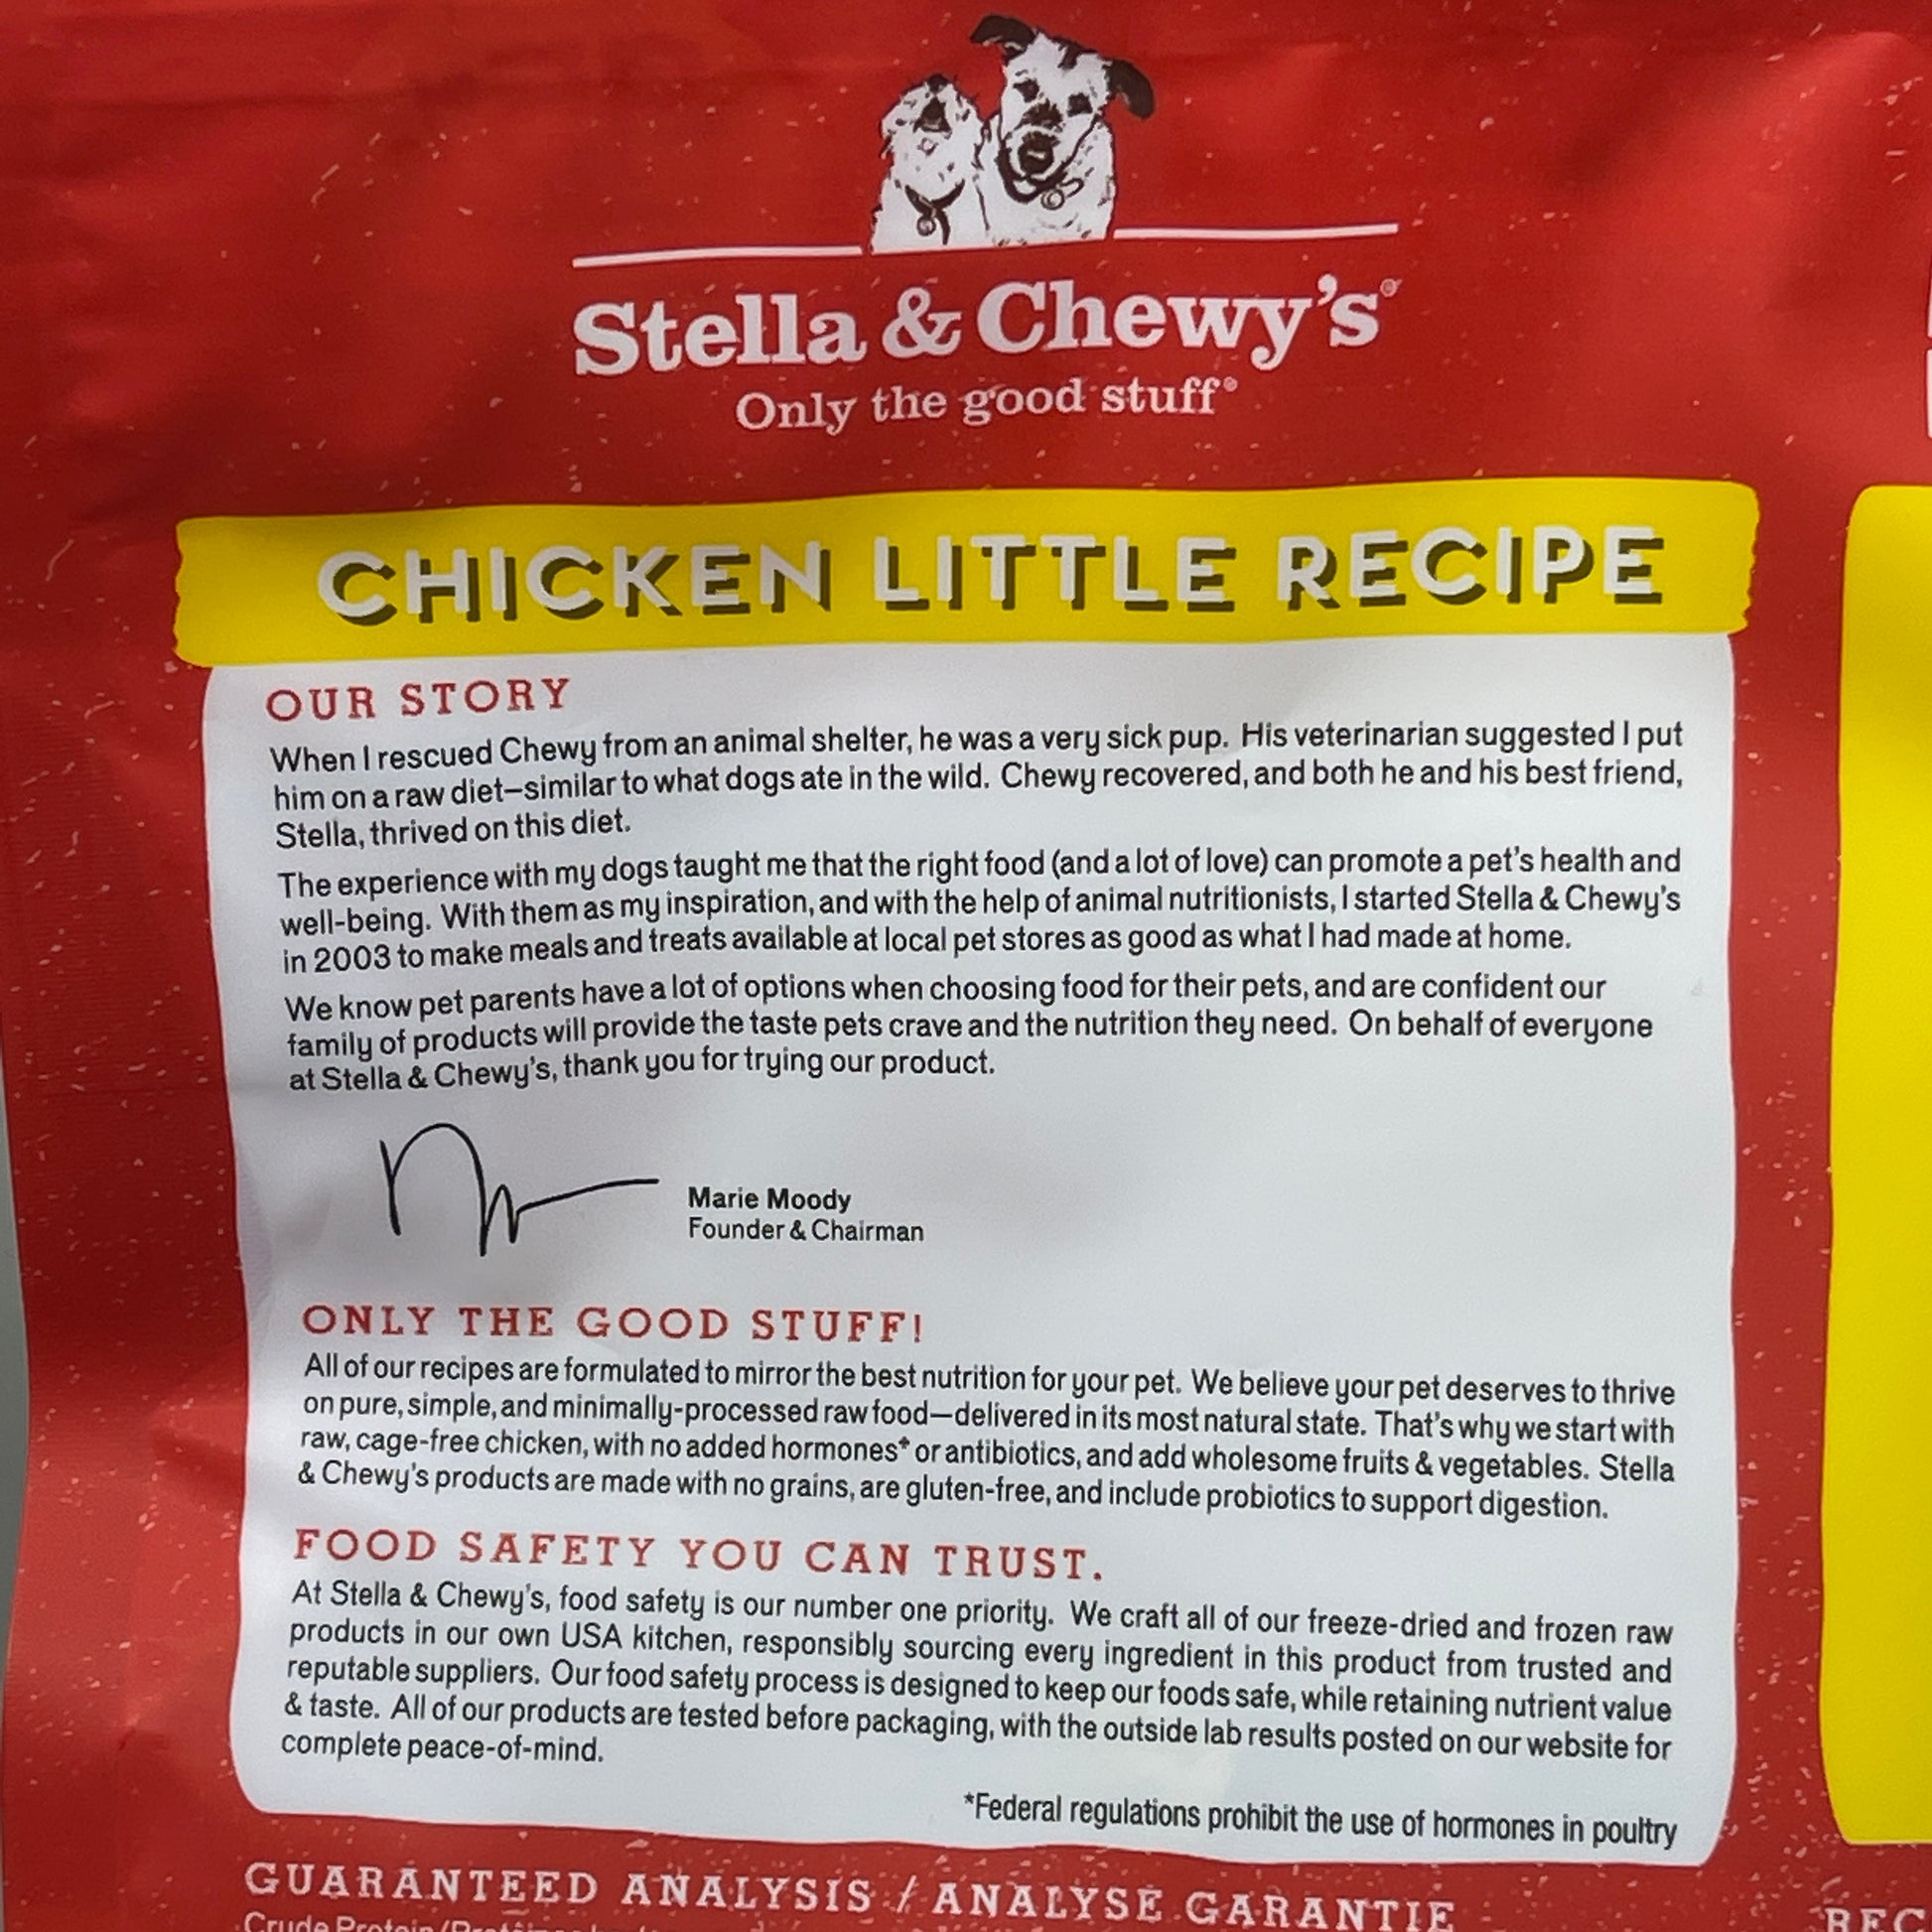 Stella & Chewy's®
Only the good stuff®
CHICKEN LITTLE RECIPE
OUR STORY
When I rescued Chewy from an animal shelter, he was a very sick pup. His veterinarian suggested I put
him on a raw diet–similar to what dogs ate in the wild. Chewy recovered, and both he and his best friend,
Stella, thrived on this diet.
The experience with my dogs taught me that the right food (and a lot of love) can promote a pet's health and
well-being. With them as my inspiration, and with the help of animal nutritionists, I started Stella & Chewy's
in 2003 to make meals and treats available at local pet stores as good as what I had made at home.
We know pet parents have a lot of options when choosing food for their pets, and are confident our
family of products will provide the taste pets crave and the nutrition they need. On behalf of everyone
at Stella & Chewy's, thank you for trying our product.
Marie Moody
Founder & Chairman
ONLY THE GOOD STUFF!
All of our recipes are formulated to mirror the best nutrition for your pet. We believe your pet deserves to thrive
on pure, simple, and minimally-processed raw food—delivered in its most natural state. That's why we start with
raw, cage-free chicken, with no added hormones* or antibiotics, and add wholesome fruits & vegetables. Stella
& Chewy's products are made with no grains, are gluten-free, and include probiotics to support digestion.
FOOD SAFETY YOU CAN TRUST.
At Stella & Chewy's, food safety is our number one priority. We craft all of our freeze-dried and frozen raw
products in our own USA kitchen, responsibly sourcing every ingredient in this product from trusted and
reputable suppliers. Our food safety process is designed to keep our foods safe, while retaining nutrient value
& taste. All of our products are tested before packaging, with the outside lab results posted on our website for
complete peace-of-mind.
*Federal regulations prohibit the use of hormones in poultry
GUARANTEED ANALYSIS / ANALYSE GARANTIE
Crude Protein